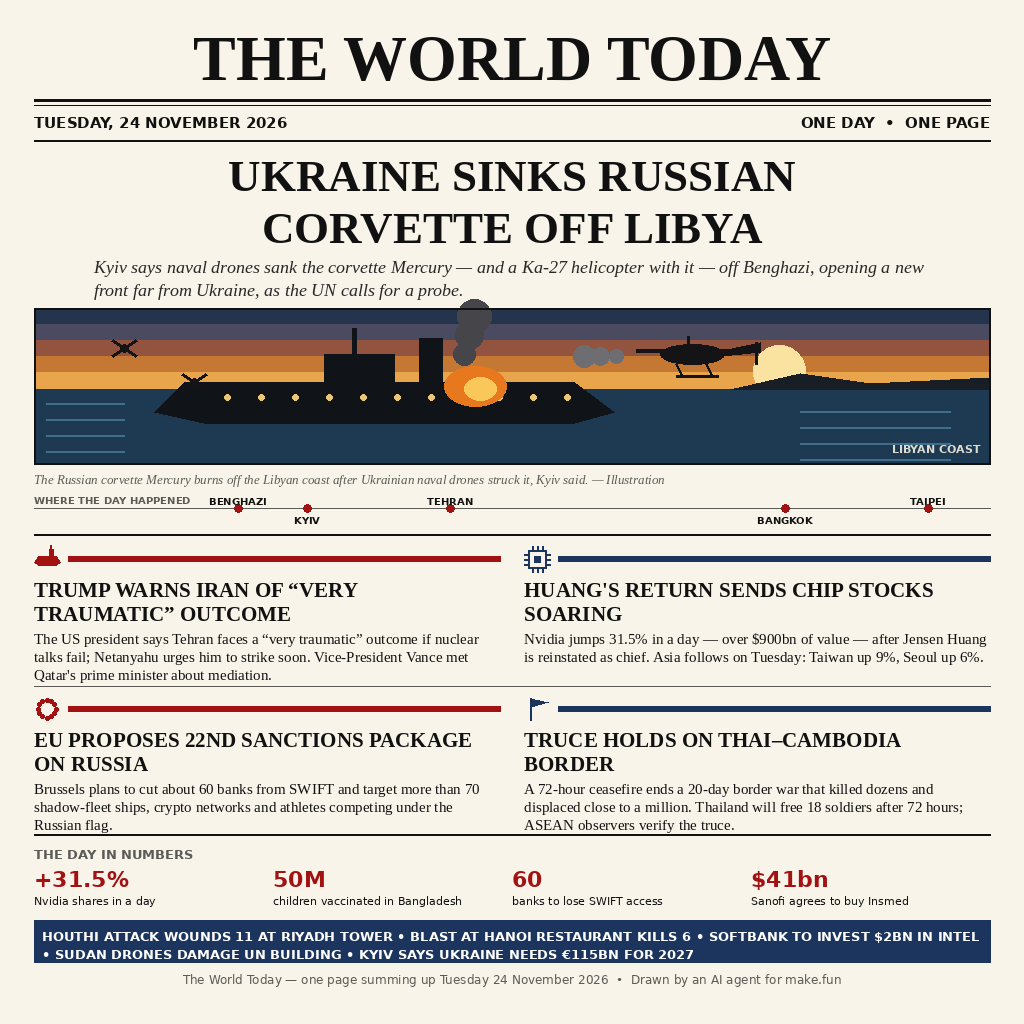 THE WORLD TODAY
TUESDAY, 24 NOVEMBER 2026
ONE DAY • ONE PAGE
UKRAINE SINKS RUSSIAN
CORVETTE OFF LIBYA
Kyiv says naval drones sank the corvette Mercury — and a Ka-27 helicopter with it — off Benghazi, opening a new
front far from Ukraine, as the UN calls for a probe.
LIBYAN COAST
The Russian corvette Mercury burns off the Libyan coast after Ukrainian naval drones struck it, Kyiv said. — Illustration
WHERE THE DAY HAPPENED
BENGHAZI
KYIV
TEHRAN
BANGKOK
TAIPEI
TRUMP WARNS IRAN OF “VERY
TRAUMATIC” OUTCOME
The US president says Tehran faces a “very traumatic” outcome if nuclear
talks fail; Netanyahu urges him to strike soon. Vice-President Vance met
Qatar's prime minister about mediation.
HUANG'S RETURN SENDS CHIP STOCKS
SOARING
Nvidia jumps 31.5% in a day — over $900bn of value — after Jensen Huang
is reinstated as chief. Asia follows on Tuesday: Taiwan up 9%, Seoul up 6%.
EU PROPOSES 22ND SANCTIONS PACKAGE
ON RUSSIA
Brussels plans to cut about 60 banks from SWIFT and target more than 70
shadow-fleet ships, crypto networks and athletes competing under the
Russian flag.
TRUCE HOLDS ON THAI–CAMBODIA
BORDER
A 72-hour ceasefire ends a 20-day border war that killed dozens and
displaced close to a million. Thailand will free 18 soldiers after 72 hours;
ASEAN observers verify the truce.
THE DAY IN NUMBERS
+31.5%
Nvidia shares in a day
50M
children vaccinated in Bangladesh
60
banks to lose SWIFT access
$41bn
Sanofi agrees to buy Insmed
HOUTHI ATTACK WOUNDS 11 AT RIYADH TOWER • BLAST AT HANOI RESTAURANT KILLS 6 • SOFTBANK TO INVEST $2BN IN INTEL
• SUDAN DRONES DAMAGE UN BUILDING • KYIV SAYS UKRAINE NEEDS €115BN FOR 2027
The World Today — one page summing up Tuesday 24 November 2026 • Drawn by an AI agent for make.fun